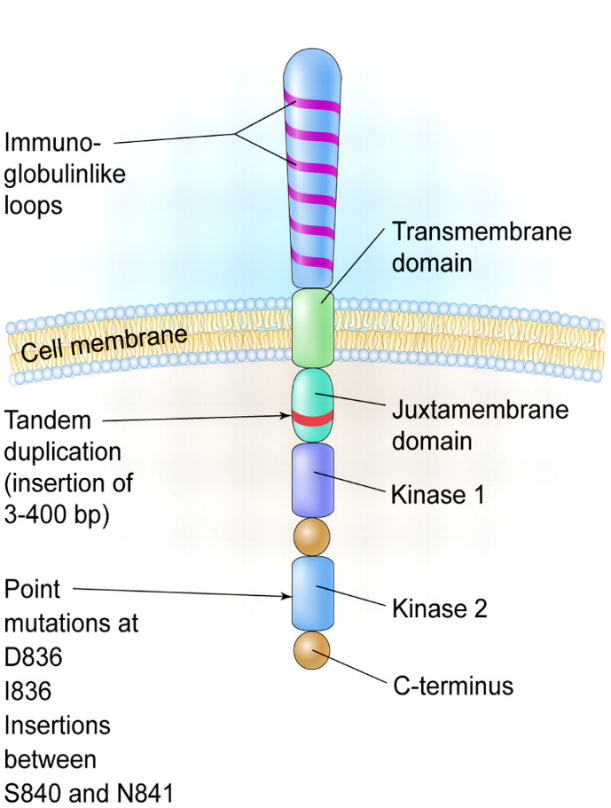 Immuno-
globulinlike
loops
Transmembrane
domain
Cell membrane
Tandem
duplication
(insertion of
3-400 bp)
Juxtamembrane
domain
Kinase 1
Point
mutations at
D836
I836
Insertions
between
S840 and N841
Kinase 2
C-terminus